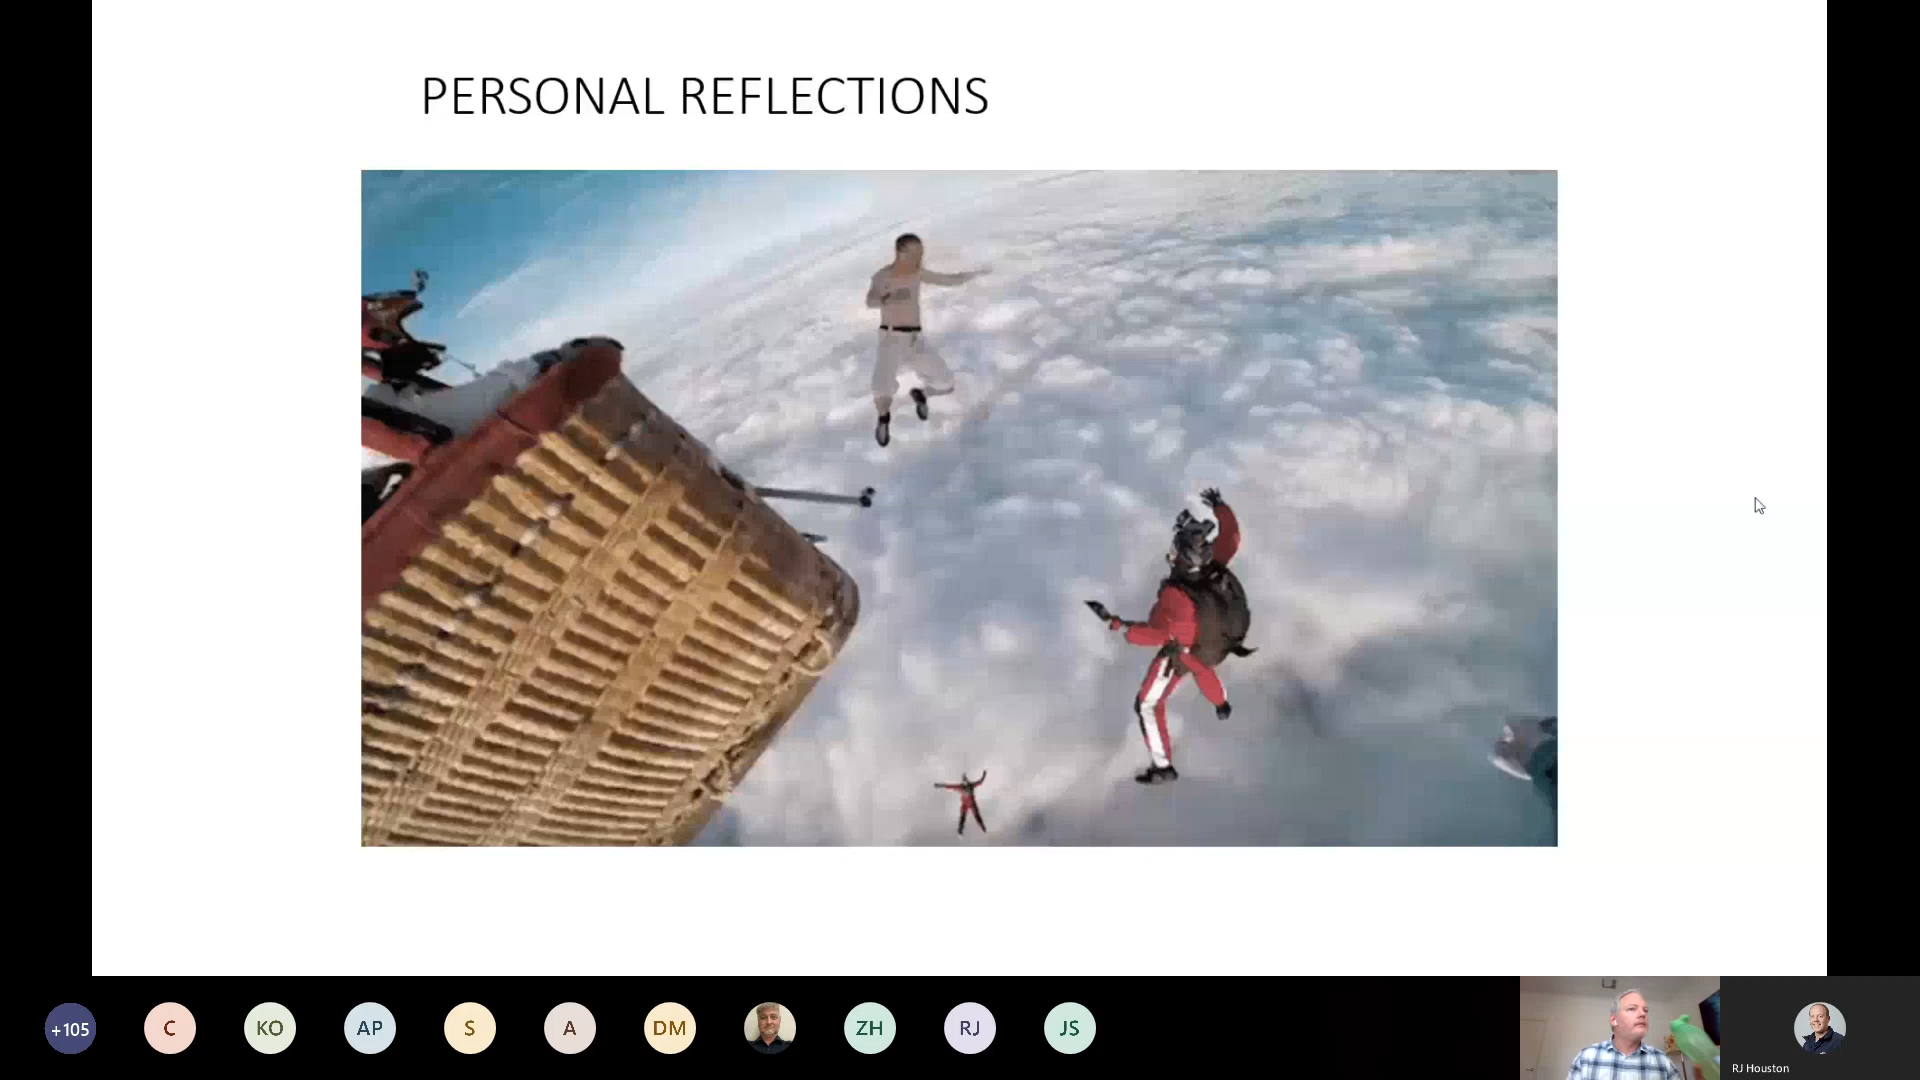 PERSONAL REFLECTIONS
+105
C
KO
AP
S
A
DM
ZH
RJ
JS
RJ Houston